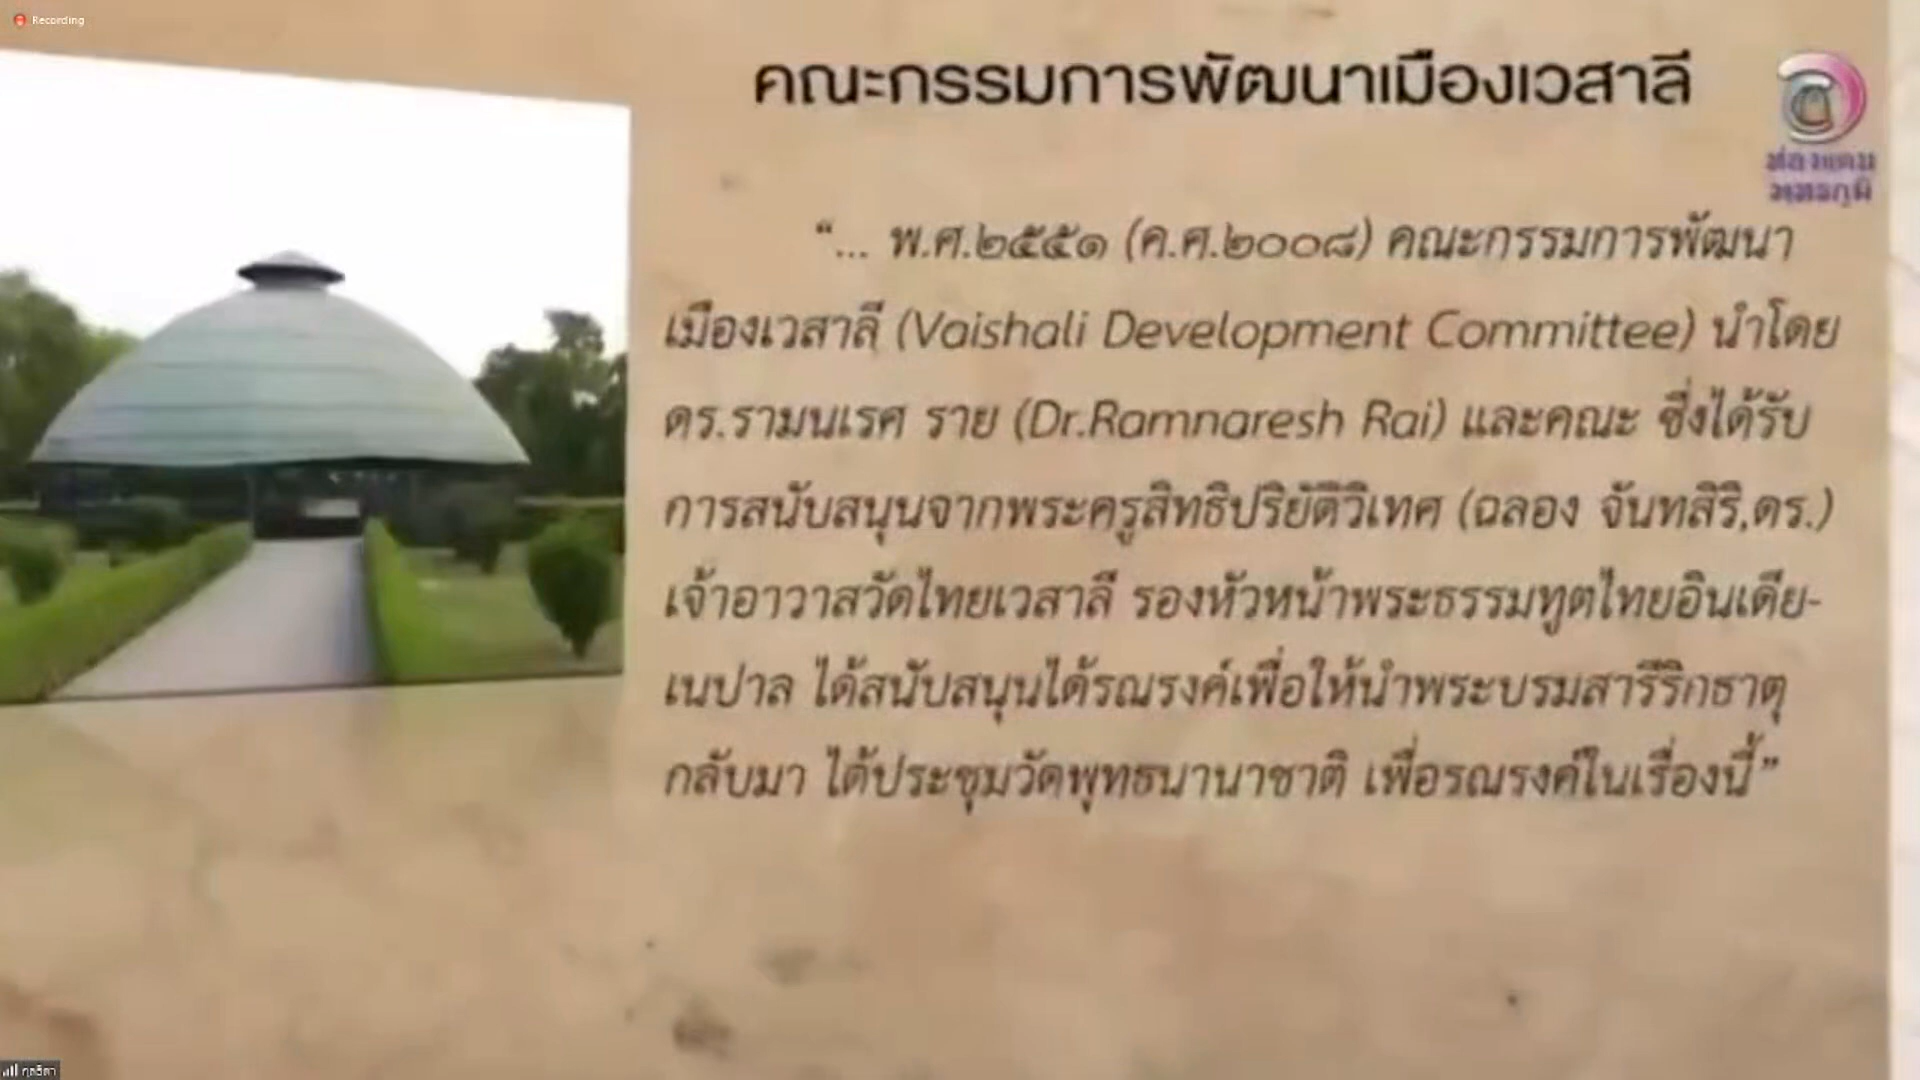 Recording
คณะกรรมการพัฒนาเมืองเวสาลี
ท่องแดน
พุทธภูมิ
“... พ.ศ.๒๕๕๑ (ค.ศ.๒๐๐๘) คณะกรรมการพัฒนา
เมืองเวสาลี (Vaishali Development Committee) นำโดย
ดร.รามนเรศ ราย (Dr.Ramnaresh Rai) และคณะ ซึ่งได้รับ
การสนับสนุนจากพระครูสิทธิปริยัติวิเทศ (ฉลอง จันทสิริ,ดร.)
เจ้าอาวาสวัดไทยเวสาลี รองหัวหน้าพระธรรมทูตไทยอินเดีย-
เนปาล ได้สนับสนุนได้รณรงค์เพื่อให้นำพระบรมสารีริกธาตุ
กลับมา ได้ประชุมวัดพุทธนานาชาติ เพื่อรณรงค์ในเรื่องนี้”